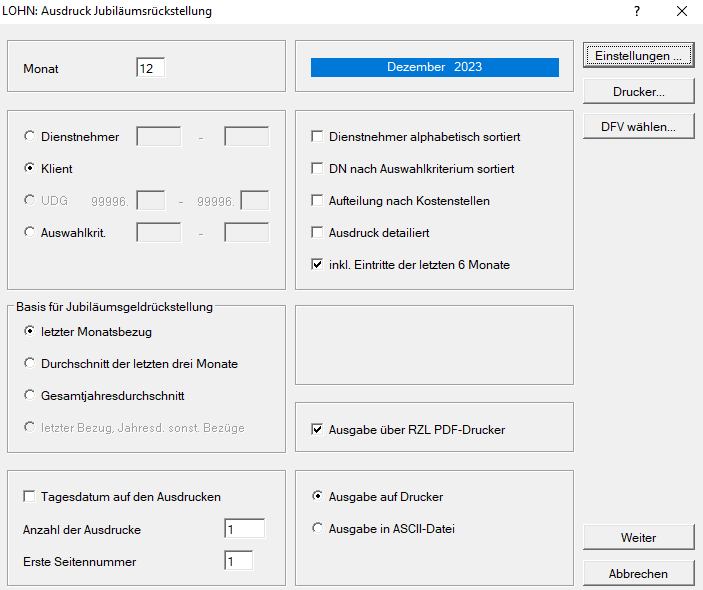 LOHN: Ausdruck Jubiläumsrückstellung
Monat 12
Dezember 2023
Einstellungen ...
Drucker...
DFV wählen...
Dienstnehmer -
Klient
UDG 99996. - 99996.
Auswahlkrit. -
Dienstnehmer alphabetisch sortiert
DN nach Auswahlkriterium sortiert
Aufteilung nach Kostenstellen
Ausdruck detailiert
inkl. Eintritte der letzten 6 Monate
Basis für Jubiläumsgeldrückstellung
letzter Monatsbezug
Durchschnitt der letzten drei Monate
Gesamtjahresdurchschnitt
letzter Bezug, Jahresd. sonst. Bezüge
Ausgabe über RZL PDF-Drucker
Tagesdatum auf den Ausdrucken
Anzahl der Ausdrucke 1
Erste Seitennummer 1
Ausgabe auf Drucker
Ausgabe in ASCII-Datei
Weiter
Abbrechen